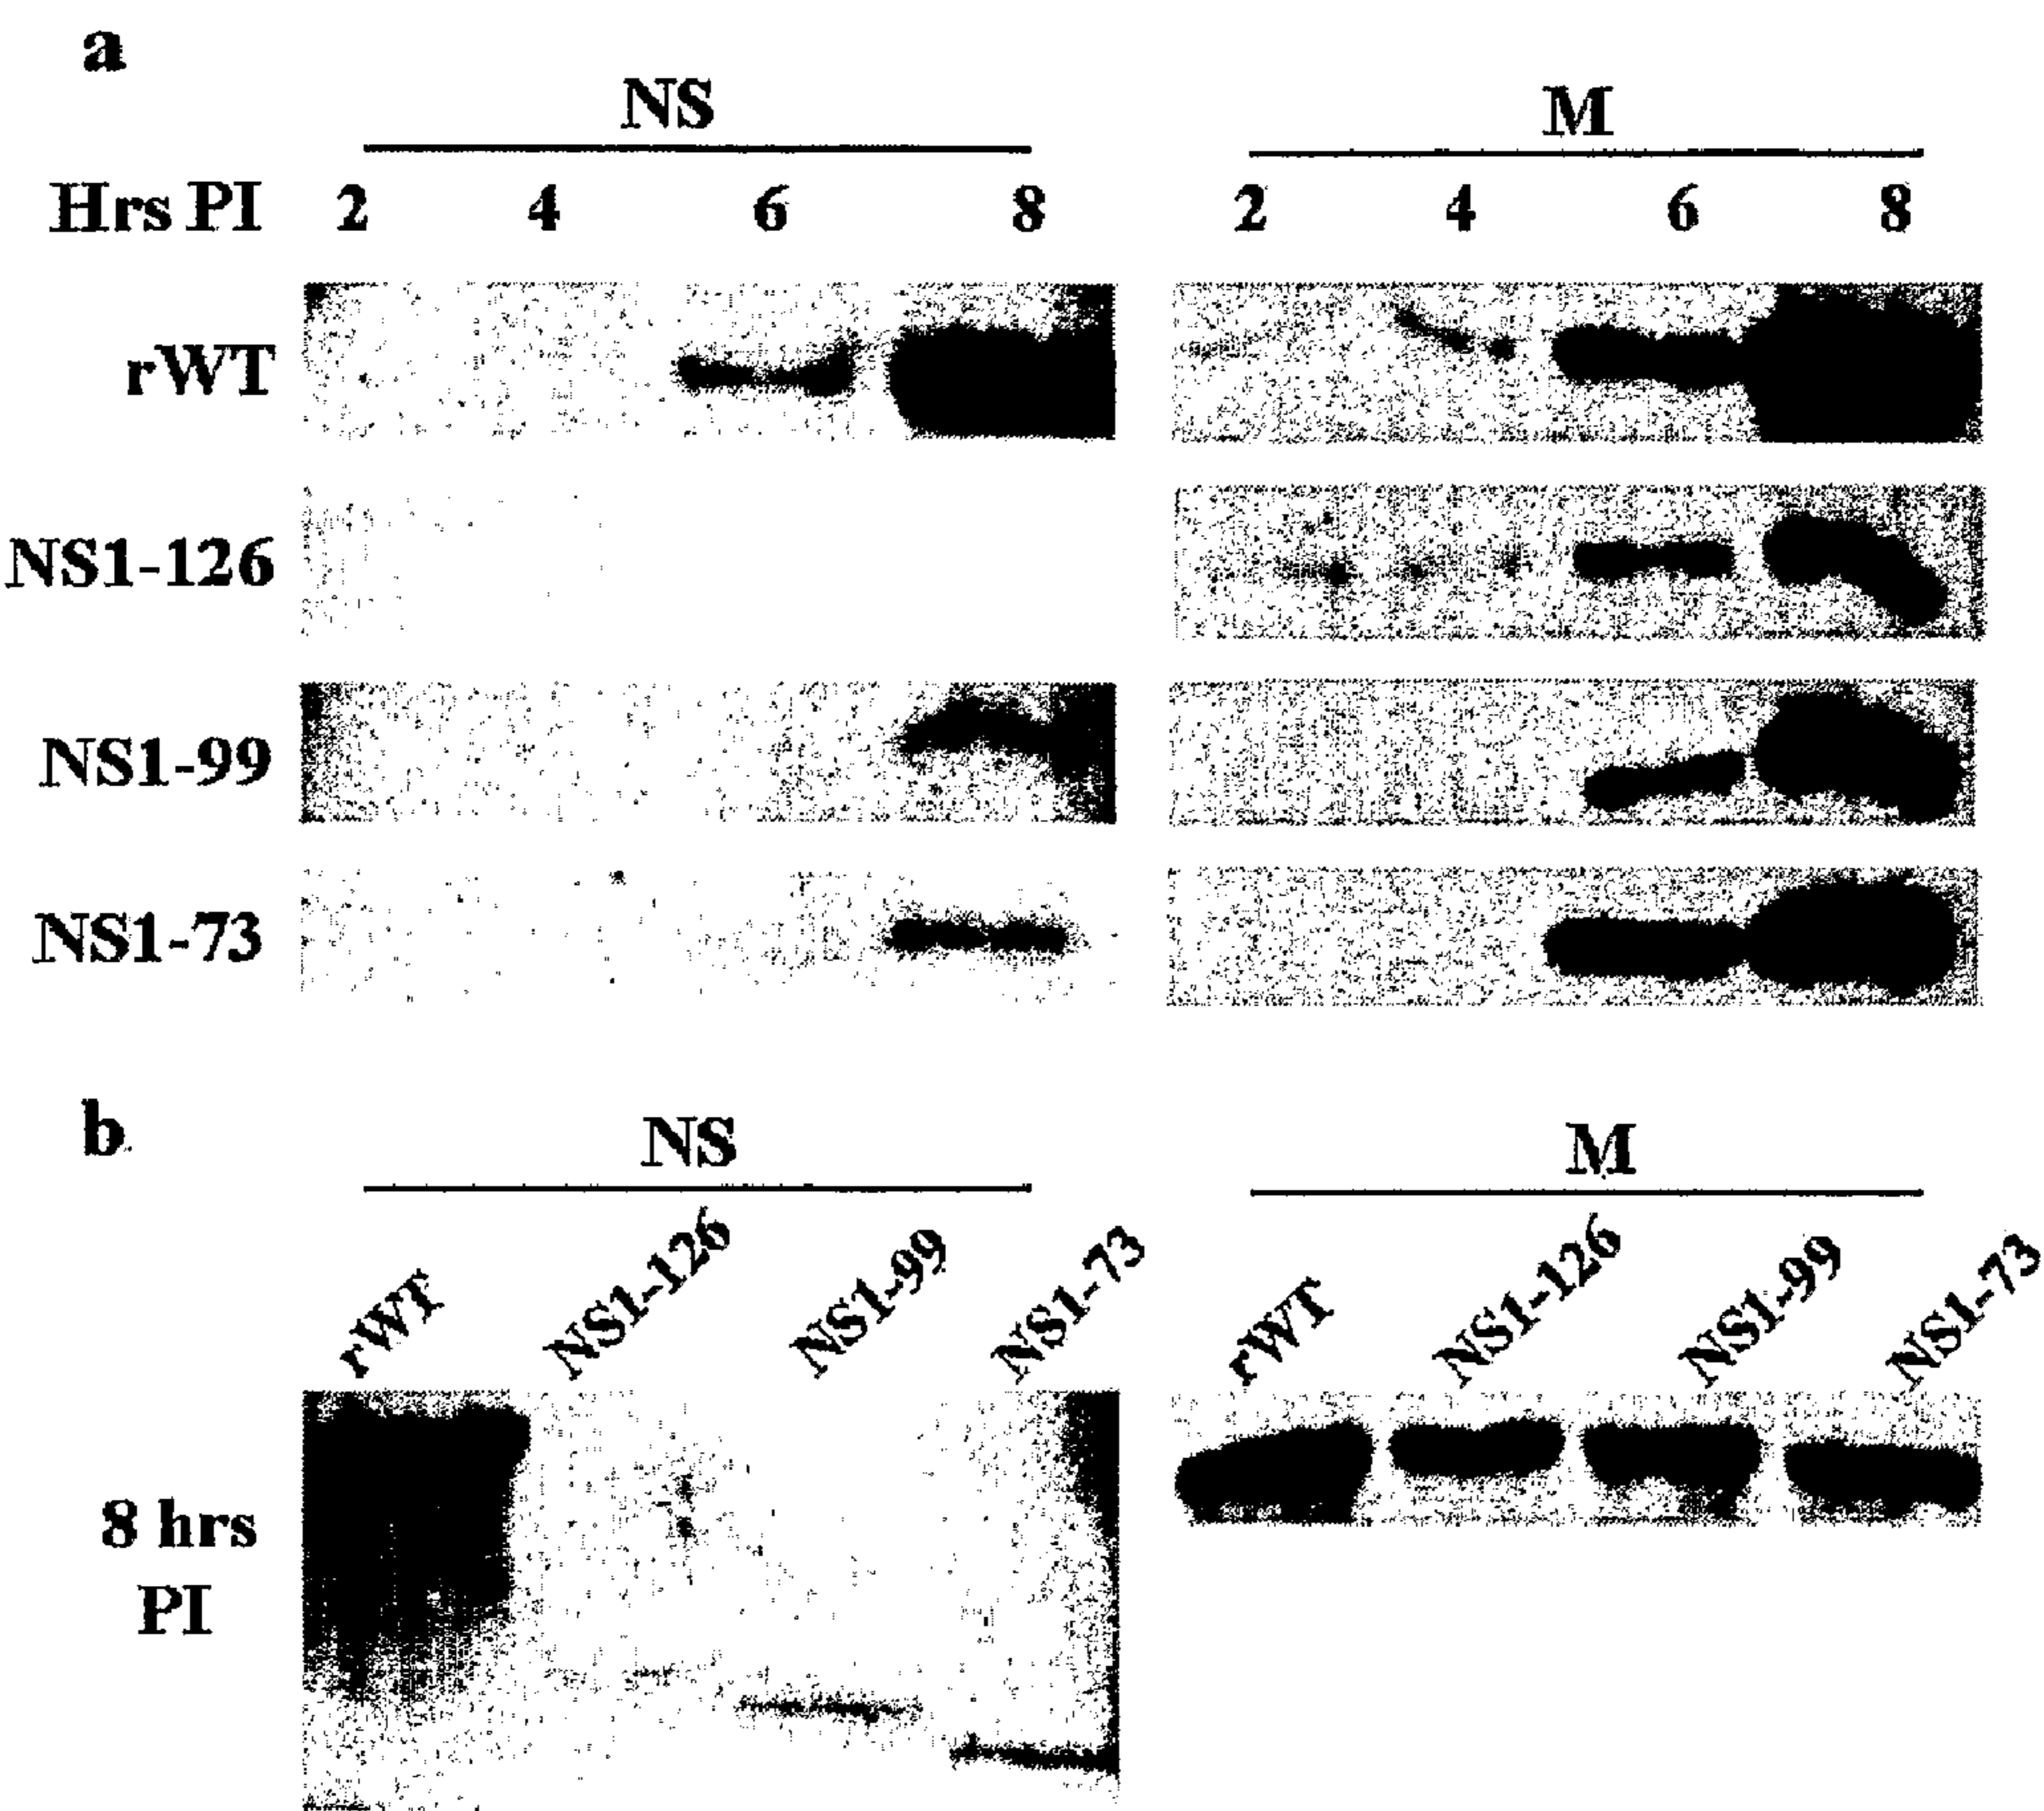 a
NS M
Hrs PI 2 4 6 8 2 4 6 8
rWT
NS1-126
NS1-99
NS1-73
b
NS M
rWT NS1-126 NS1-99 NS1-73 rWT NS1-126 NS1-99 NS1-73
8 hrs
PI